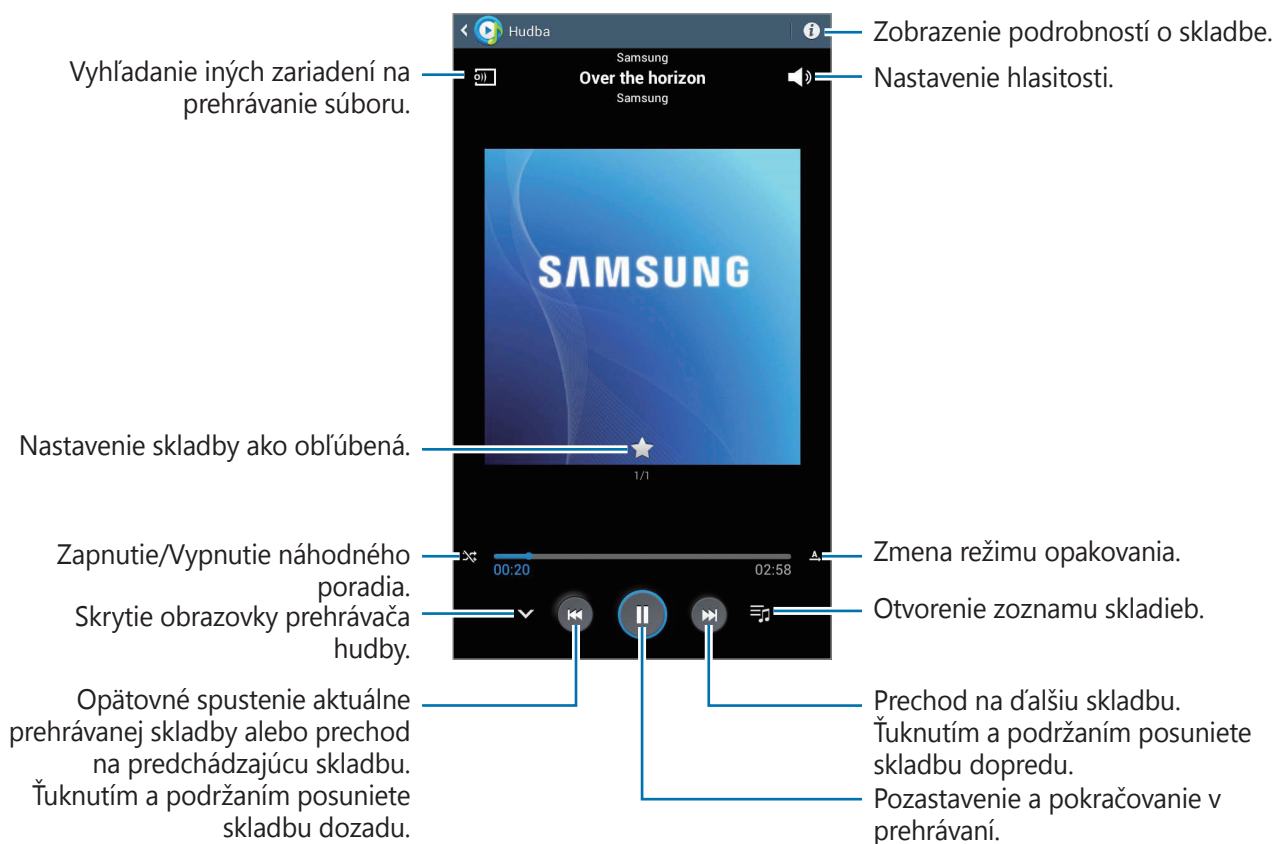 Hudba
Zobrazenie podrobností o skladbe.
Samsung
Over the horizon
Samsung
Vyhľadanie iných zariadení na
prehrávanie súboru.
Nastavenie hlasitosti.
SAMSUNG
Nastavenie skladby ako obľúbená.
1/1
Zapnutie/Vypnutie náhodného
poradia.
00:20
02:58
A
Zmena režimu opakovania.
Skrytie obrazovky prehrávača
hudby.
Otvorenie zoznamu skladieb.
Opätovné spustenie aktuálne
prehrávanej skladby alebo prechod
na predchádzajúcu skladbu.
Ťuknutím a podržaním posuniete
skladbu dozadu.
Prechod na ďalšiu skladbu.
Ťuknutím a podržaním posuniete
skladbu dopredu.
Pozastavenie a pokračovanie v
prehrávaní.